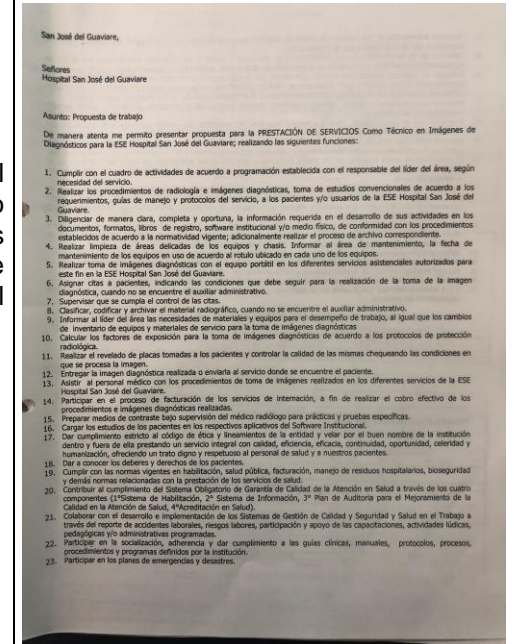 San José del Guaviare,
Señores
Hospital San José del Guaviare
Asunto: Propuesta de trabajo
De manera atenta me permito presentar propuesta para la PRESTACIÓN DE SERVICIOS Como Técnico en Imágenes de
Diagnósticos para la ESE Hospital San José del Guaviare; realizando las siguientes funciones:
1. Cumplir con el cuadro de actividades de acuerdo a programación establecida con el responsable del líder del área, según
necesidad del servicio.
2. Realizar los procedimientos de radiología e imágenes diagnósticas, toma de estudios convencionales de acuerdo a los
requerimientos, guías de manejo y protocolos del servicio, a los pacientes y/o usuarios de la ESE Hospital San José del
Guaviare.
3. Diligenciar de manera clara, completa y oportuna, la información requerida en el desarrollo de sus actividades en los
documentos, formatos, libros de registro, software institucional y/o medio físico, de conformidad con los procedimientos
establecidos de acuerdo a la normatividad vigente; adicionalmente realizar el proceso de archivo correspondiente.
4. Realizar limpieza de áreas delicadas de los equipos y chasis. Informar al área de mantenimiento, la fecha de
mantenimiento de los equipos en uso de acuerdo al rotulo ubicado en cada uno de los equipos.
5. Realizar toma de imágenes diagnósticas con el equipo portátil en los diferentes servicios asistenciales autorizados para
este fin en la ESE Hospital San José del Guaviare.
6. Asignar citas a pacientes, indicando las condiciones que debe seguir para la realización de la toma de la imagen
diagnóstica, cuando no se encuentre el auxiliar administrativo.
7. Supervisar que se cumpla el control de las citas.
8. Clasificar, codificar y archivar el material radiográfico, cuando no se encuentre el auxiliar administrativo.
9. Informar al líder del área las necesidades de materiales y equipos para el desempeño de trabajo, al igual que los cambios
de inventario de equipos y materiales de servicio para la toma de imágenes diagnósticas
10. Calcular los factores de exposición para la toma de imágenes diagnósticas de acuerdo a los protocolos de protección
radiológica.
11. Realizar el revelado de placas tomadas a los pacientes y controlar la calidad de las mismas chequeando las condiciones en
que se procesa la imagen.
12. Entregar la imagen diagnóstica realizada o enviarla al servicio donde se encuentre el paciente.
13. Asistir al personal médico con los procedimientos de toma de imágenes realizados en los diferentes servicios de la ESE
Hospital San José del Guaviare.
14. Participar en el proceso de facturación de los servicios de internación, a fin de realizar el cobro efectivo de los
procedimientos e imágenes diagnósticas realizadas.
15. Preparar medios de contraste bajo supervisión del médico radiólogo para prácticas y pruebas específicas.
16. Cargar los estudios de los pacientes en los respectivos aplicativos del Software Institucional.
17. Dar cumplimiento estricto al código de ética y lineamientos de la entidad y velar por el buen nombre de la institución
dentro y fuera de ella prestando un servicio integral con calidad, eficiencia, eficacia, continuidad, oportunidad, celeridad y
humanización, ofreciendo un trato digno y respetuoso al personal de salud y a nuestros pacientes.
18. Dar a conocer los deberes y derechos de los pacientes.
19. Cumplir con las normas vigentes en habilitación, salud pública, facturación, manejo de residuos hospitalarios, bioseguridad
y demás normas relacionadas con la prestación de los servicios de salud.
20. Contribuir al cumplimiento del Sistema Obligatorio de Garantía de Calidad de la Atención en Salud a través de los cuatro
componentes (1°Sistema de Habilitación, 2° Sistema de Información, 3° Plan de Auditoria para el Mejoramiento de la
Calidad en la Atención de Salud, 4°Acreditación en Salud).
21. Colaborar con el desarrollo e implementación de los Sistemas de Gestión de Calidad y Seguridad y Salud en el Trabajo a
través del reporte de accidentes laborales, riesgos labores, participación y apoyo de las capacitaciones, actividades lúdicas,
pedagógicas y/o administrativas programadas.
22. Participar en la socialización, adherencia y dar cumplimiento a las guías clínicas, manuales, protocolos, procesos,
procedimientos y programas definidos por la institución.
23. Participar en los planes de emergencias y desastres.